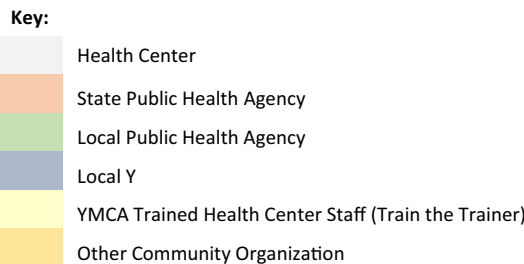 Key:
Health Center
State Public Health Agency
Local Public Health Agency
Local Y
YMCA Trained Health Center Staff (Train the Trainer)
Other Community Organization